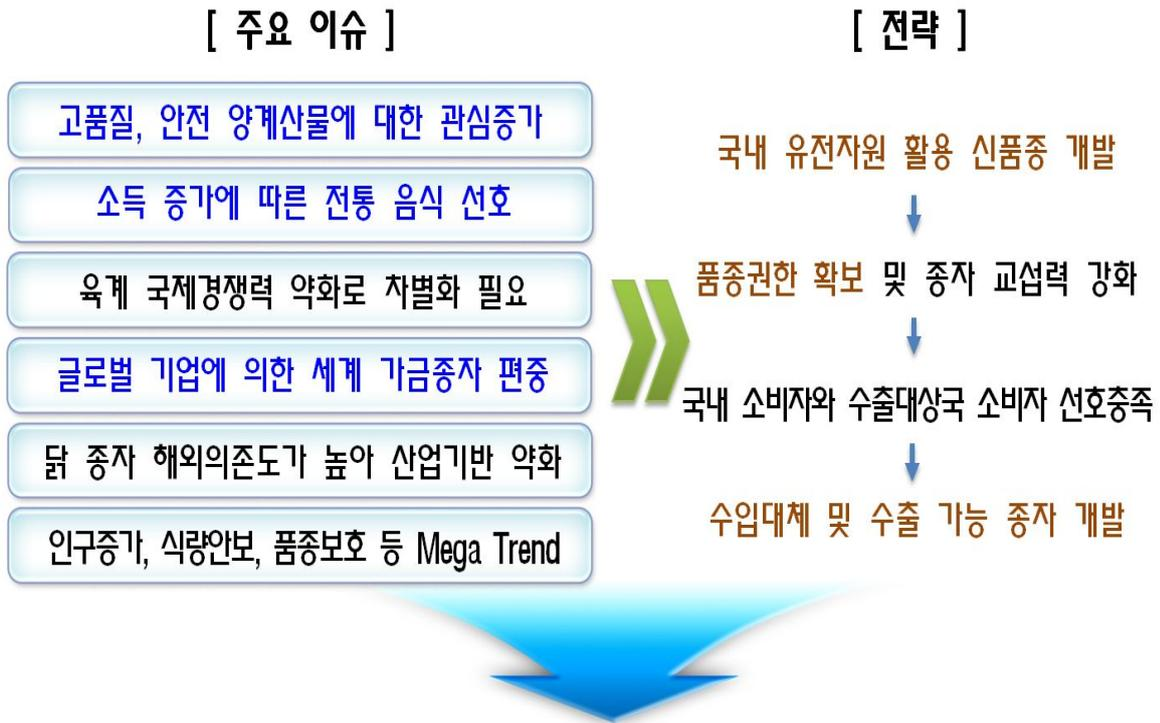 [ 주요 이슈 ]
고품질, 안전 양계산물에 대한 관심증가
소득 증가에 따른 전통 음식 선호
육계 국제경쟁력 약화로 차별화 필요
글로벌 기업에 의한 세계 가금종자 편중
닭 종자 해외의존도가 높아 산업기반 약화
인구증가, 식량안보, 품종보호 등 Mega Trend
[ 전략 ]
국내 유전자원 활용 신품종 개발
품종권한 확보 및 종자 교섭력 강화
국내 소비자와 수출대상국 소비자 선호충족
수입대체 및 수출 가능 종자 개발